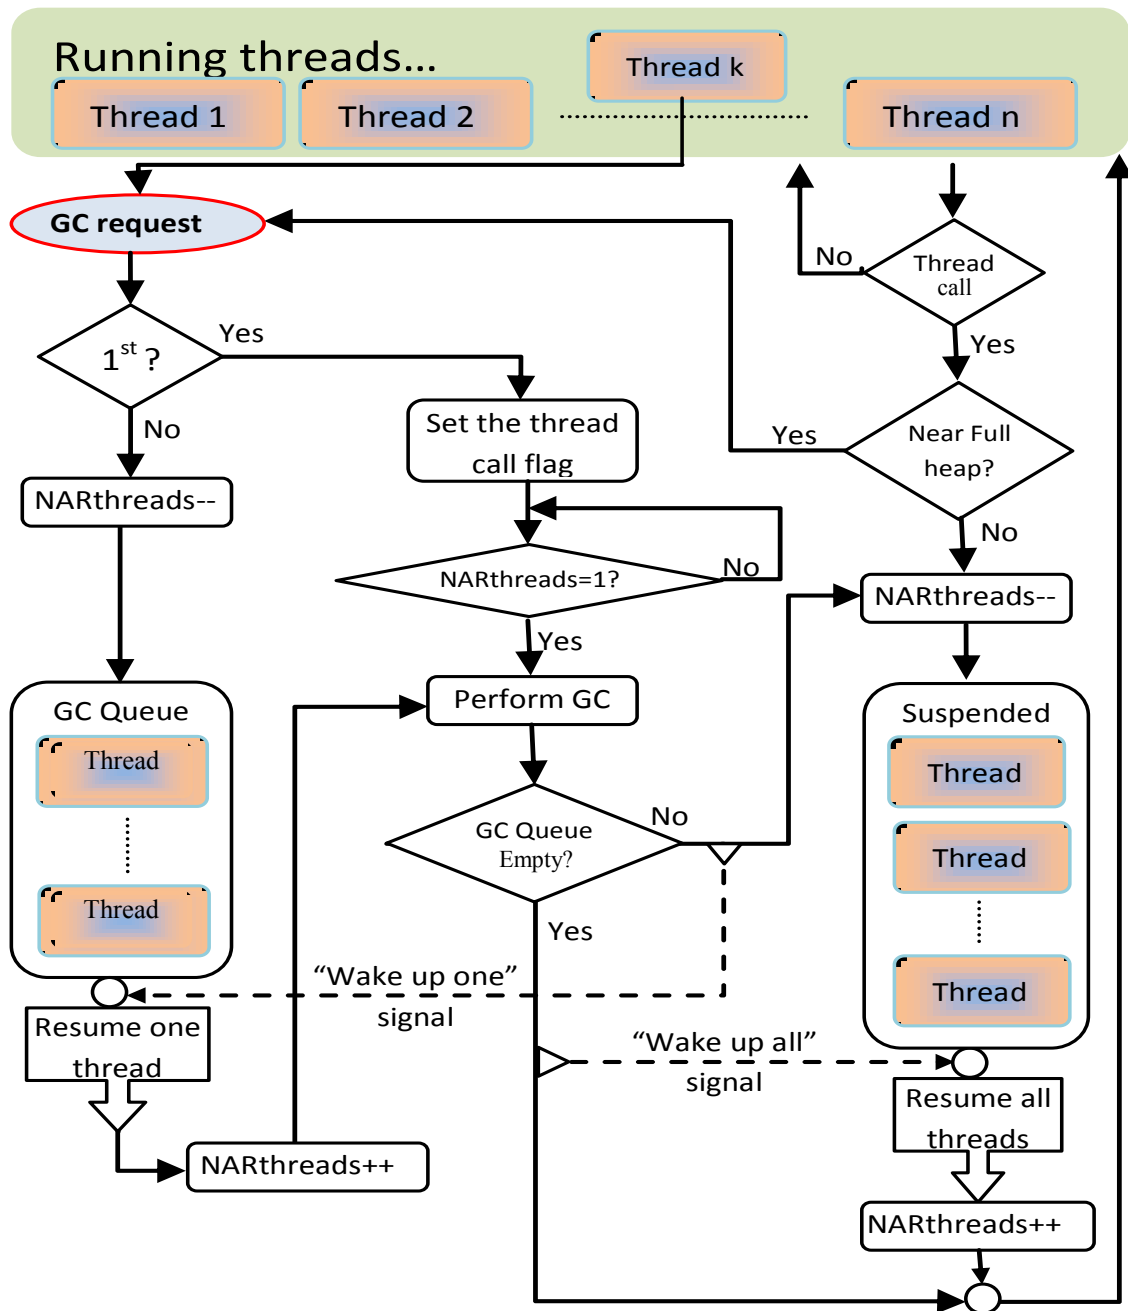 Running threads...
Thread k
Thread 1
Thread 2
Thread n
GC request
No
Thread
call
Yes
1st ?
Yes
Set the thread
call flag
Yes
Near Full
heap?
No
NARthreads--
No
NARthreads=1?
No
NARthreads--
Yes
GC Queue
Thread
Thread
Perform GC
Suspended
Thread
Thread
Thread
No
GC Queue
Empty?
Yes
“Wake up one”
signal
“Wake up all”
signal
Resume one
thread
Resume all
threads
NARthreads++
NARthreads++